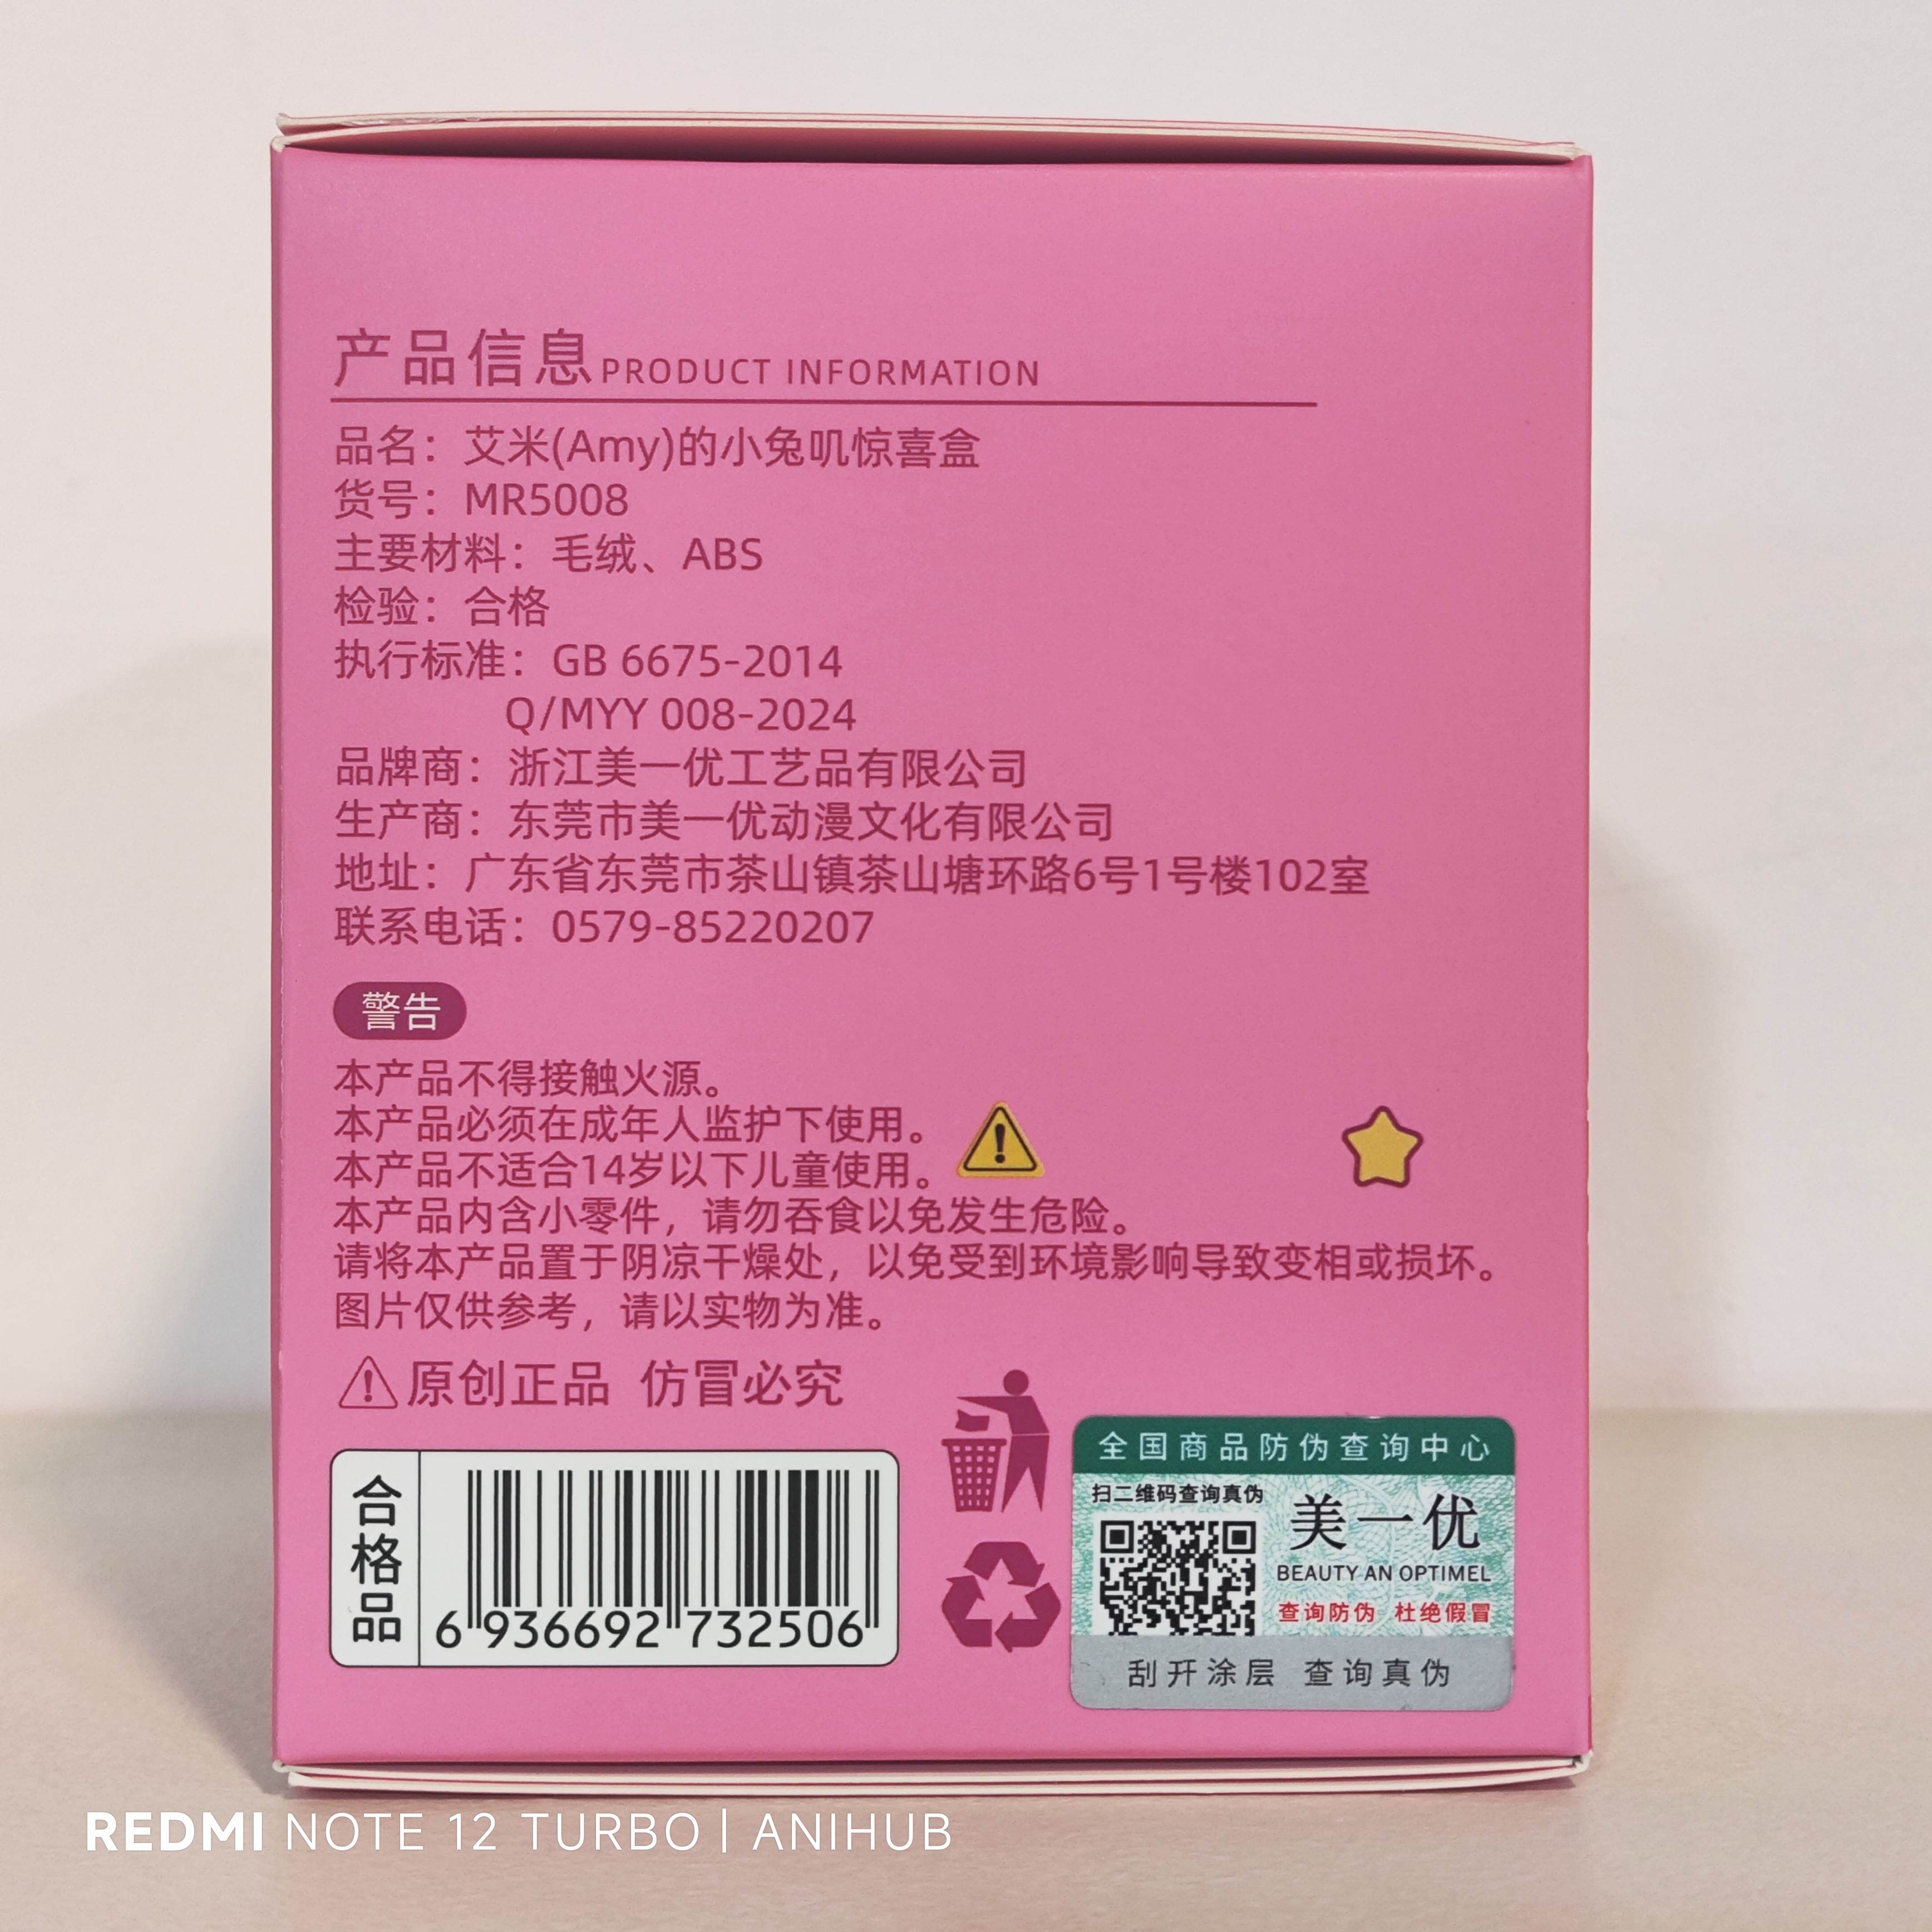 产品信息PRODUCT INFORMATION
品名：艾米(Amy)的小兔叽惊喜盒
货号：MR5008
主要材料：毛绒、ABS
检验：合格
执行标准：GB 6675-2014
Q/MYY 008-2024
品牌商：浙江美一优工艺品有限公司
生产商：东莞市美一优动漫文化有限公司
地址：广东省东莞市茶山镇茶山塘环路6号1号楼102室
联系电话：0579-85220207
警告
本产品不得接触火源。
本产品必须在成年人监护下使用。
本产品不适合14岁以下儿童使用。
本产品内含小零件，请勿吞食以免发生危险。
请将本产品置于阴凉干燥处，以免受到环境影响导致变相或损坏。
图片仅供参考，请以实物为准。
原创正品 仿冒必究
合格品
6 936692 732506
全国商品防伪查询中心
扫二维码查询真伪
美一优
BEAUTY AN OPTIMEL
查询防伪 杜绝假冒
刮开涂层 查询真伪
REDMI NOTE 12 TURBO | ANIHUB